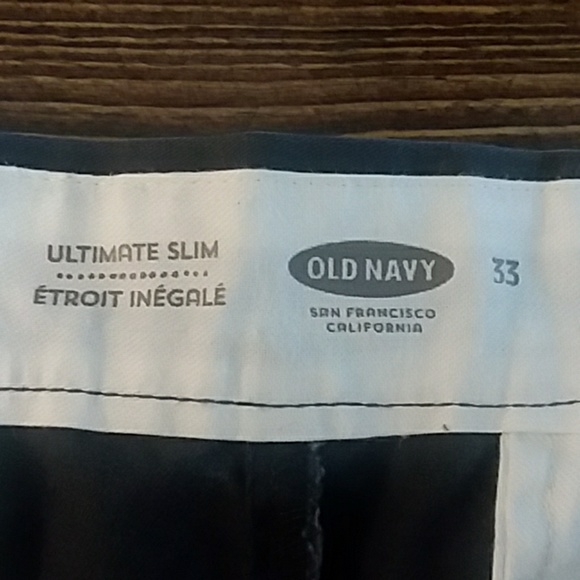 ULTIMATE SLIM
ÉTROIT INÉGALÉ
OLD NAVY
SAN FRANCISCO
CALIFORNIA
33